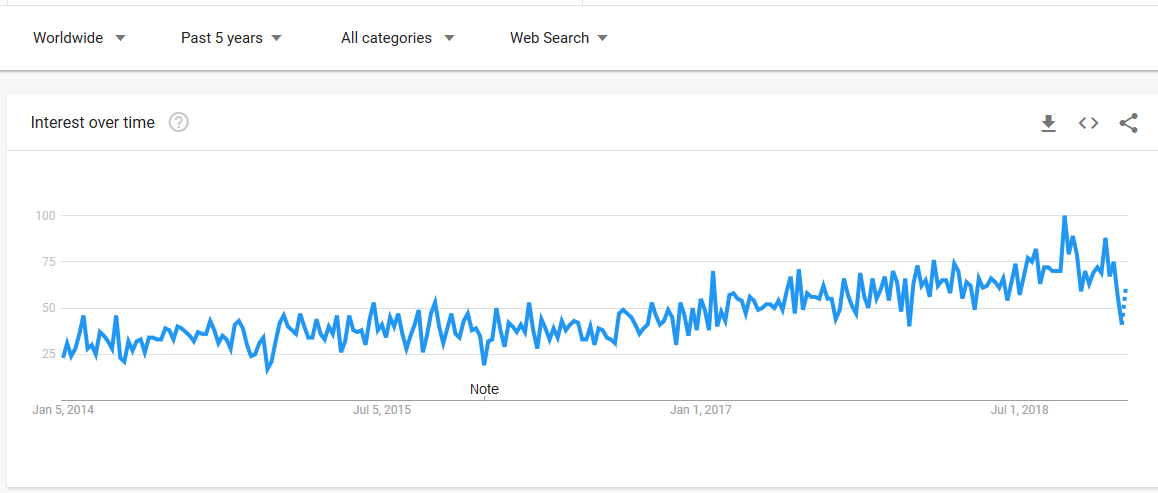 Worldwide Past 5 years All categories Web Search
Interest over time ?
100
75
50
25
Note
Jan 5, 2014 Jul 5, 2015 Jan 1, 2017 Jul 1, 2018